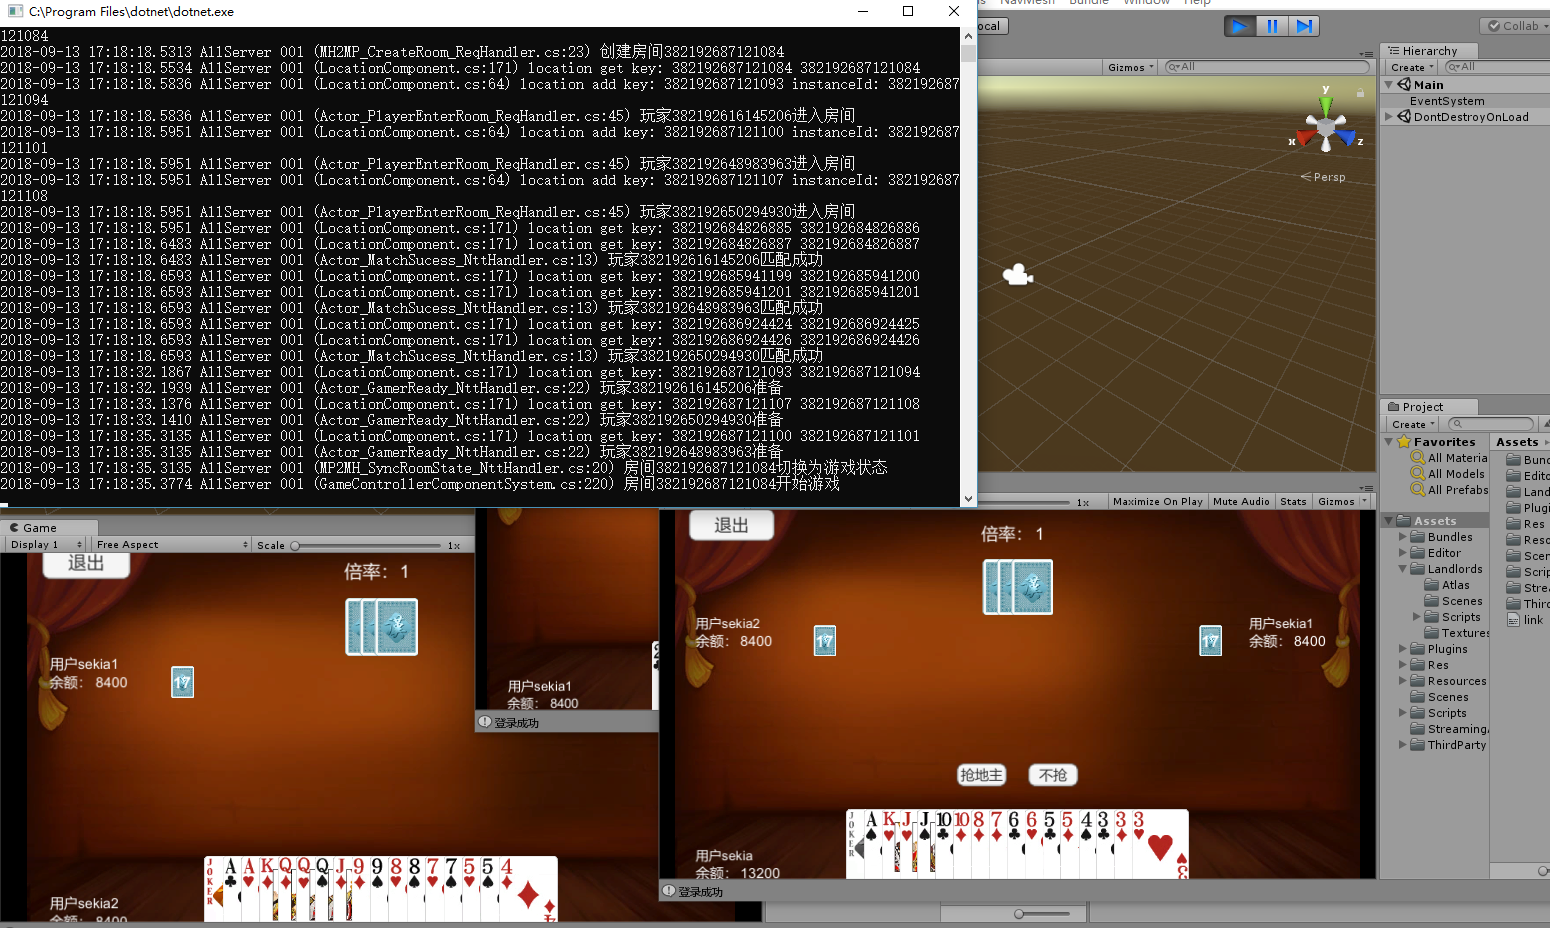 C:\Program Files\dotnet\dotnet.exe
121084
2018-09-13 17:18:18.5313 AllServer 001 (MH2MP_CreateRoom_ReqHandler.cs:23) 创建房间382192687121084
2018-09-13 17:18:18.5534 AllServer 001 (LocationComponent.cs:171) location get key: 382192687121084 382192687121084
2018-09-13 17:18:18.5836 AllServer 001 (LocationComponent.cs:64) location add key: 382192687121093 instanceId: 382192687
121094
2018-09-13 17:18:18.5836 AllServer 001 (Actor_PlayerEnterRoom_ReqHandler.cs:45) 玩家382192616145206进入房间
2018-09-13 17:18:18.5951 AllServer 001 (LocationComponent.cs:64) location add key: 382192687121100 instanceId: 382192687
121101
2018-09-13 17:18:18.5951 AllServer 001 (Actor_PlayerEnterRoom_ReqHandler.cs:45) 玩家382192648983963进入房间
2018-09-13 17:18:18.5951 AllServer 001 (LocationComponent.cs:64) location add key: 382192687121107 instanceId: 382192687
121108
2018-09-13 17:18:18.5951 AllServer 001 (Actor_PlayerEnterRoom_ReqHandler.cs:45) 玩家382192650294930进入房间
2018-09-13 17:18:18.5951 AllServer 001 (LocationComponent.cs:171) location get key: 382192684826885 382192684826886
2018-09-13 17:18:18.6483 AllServer 001 (LocationComponent.cs:171) location get key: 382192684826887 382192684826887
2018-09-13 17:18:18.6483 AllServer 001 (Actor_MatchSucess_NttHandler.cs:13) 玩家382192616145206匹配成功
2018-09-13 17:18:18.6593 AllServer 001 (LocationComponent.cs:171) location get key: 382192685941199 382192685941200
2018-09-13 17:18:18.6593 AllServer 001 (LocationComponent.cs:171) location get key: 382192685941201 382192685941201
2018-09-13 17:18:18.6593 AllServer 001 (Actor_MatchSucess_NttHandler.cs:13) 玩家382192648983963匹配成功
2018-09-13 17:18:18.6593 AllServer 001 (LocationComponent.cs:171) location get key: 382192686924424 382192686924425
2018-09-13 17:18:18.6593 AllServer 001 (LocationComponent.cs:171) location get key: 382192686924426 382192686924426
2018-09-13 17:18:18.6593 AllServer 001 (Actor_MatchSucess_NttHandler.cs:13) 玩家382192650294930匹配成功
2018-09-13 17:18:32.1867 AllServer 001 (LocationComponent.cs:171) location get key: 382192687121093 382192687121094
2018-09-13 17:18:32.1939 AllServer 001 (Actor_GamerReady_NttHandler.cs:22) 玩家382192616145206准备
2018-09-13 17:18:33.1376 AllServer 001 (LocationComponent.cs:171) location get key: 382192687121107 382192687121108
2018-09-13 17:18:33.1410 AllServer 001 (Actor_GamerReady_NttHandler.cs:22) 玩家382192650294930准备
2018-09-13 17:18:35.3135 AllServer 001 (LocationComponent.cs:171) location get key: 382192687121100 382192687121101
2018-09-13 17:18:35.3135 AllServer 001 (Actor_GamerReady_NttHandler.cs:22) 玩家382192648983963准备
2018-09-13 17:18:35.3135 AllServer 001 (MP2MH_SyncRoomState_NttHandler.cs:20) 房间382192687121084切换为游戏状态
2018-09-13 17:18:35.3774 AllServer 001 (GameControllerComponentSystem.cs:220) 房间382192687121084开始游戏
NavMesh Bundle Window Help
Collab
Gizmos All
y
x z
Persp
Hierarchy
Create All
Main
EventSystem
DontDestroyOnLoad
1x Maximize On Play Mute Audio Stats Gizmos
Project
Create
Favorites
All Materia
All Models
All Prefabs
Assets
Bundles
Editor
Landlords
Atlas
Scenes
Scripts
Textures
Plugins
Res
Resources
Scenes
Scripts
Streaming
ThirdParty
Assets
Bund
Edito
Land
Plugi
Res
Reso
Scen
Scrip
Strea
Third
link
Game
Display 1 Free Aspect Scale 1x
退出
倍率: 1
用户sekia1
余额: 8400
17
JOKER A A K Q Q Q J 9 9 8 8 7 7 5 5 4
用户sekia2
余额: 8400
用户sekia1
余额: 8400
登录成功
退出
倍率: 1
用户sekia2
余额: 8400
17
17
用户sekia1
余额: 8400
抢地主 不抢
JOKER A K J J 10 10 8 7 6 6 5 5 4 3 3 3
用户sekia
余额: 13200
登录成功